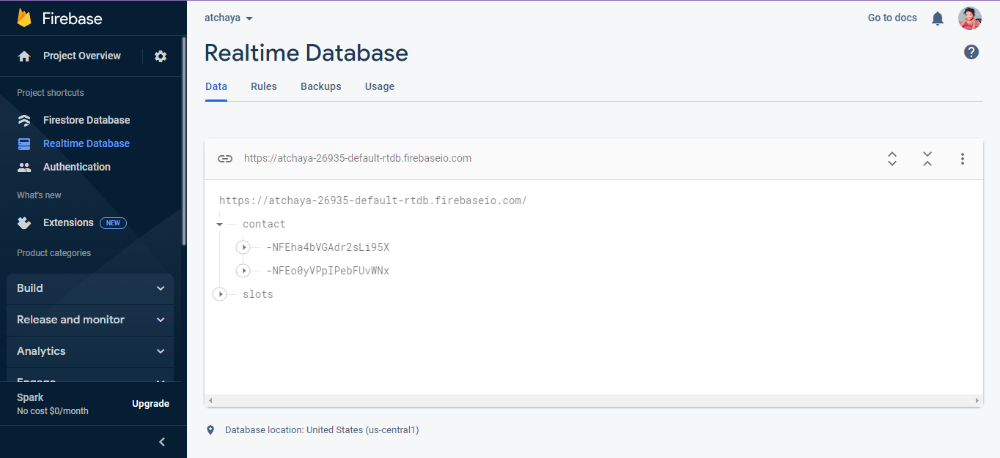 Firebase
Project Overview
Project shortcuts
Firestore Database
Realtime Database
Authentication
What's new
Extensions NEW
Product categories
Build
Release and monitor
Analytics
Engage
Spark
No cost $0/month
Upgrade
atchaya
Go to docs
Realtime Database
Data Rules Backups Usage
https://atchaya-26935-default-rtdb.firebaseio.com
https://atchaya-26935-default-rtdb.firebaseio.com/
contact
-NFEha4bVGAdr2sLi95X
-NFEo0yVPpIPebFUvWNx
slots
Database location: United States (us-central1)